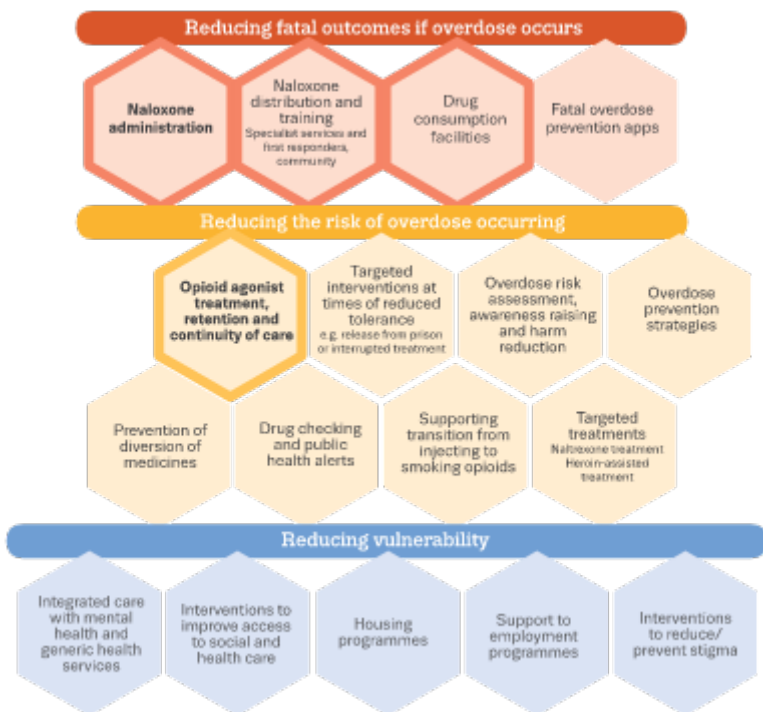 Reducing fatal outcomes if overdose occurs
Naloxone
administration
Naloxone
distribution and
training
Specialist services and
first responders,
community
Drug
consumption
facilities
Fatal overdose
prevention apps
Reducing the risk of overdose occurring
Opioid agonist
treatment,
retention and
continuity of care
Targeted
interventions at
times of reduced
tolerance
e.g. release from prison
or interrupted treatment
Overdose risk
assessment,
awareness raising
and harm
reduction
Overdose
prevention
strategies
Prevention of
diversion of
medicines
Drug checking
and public
health alerts
Supporting
transition from
injecting to
smoking opioids
Targeted
treatments
Naltrexone treatment
Heroin-assisted
treatment
Reducing vulnerability
Integrated care
with mental
health and
generic health
services
Interventions to
improve access
to social and
health care
Housing
programmes
Support to
employment
programmes
Interventions
to reduce/
prevent stigma